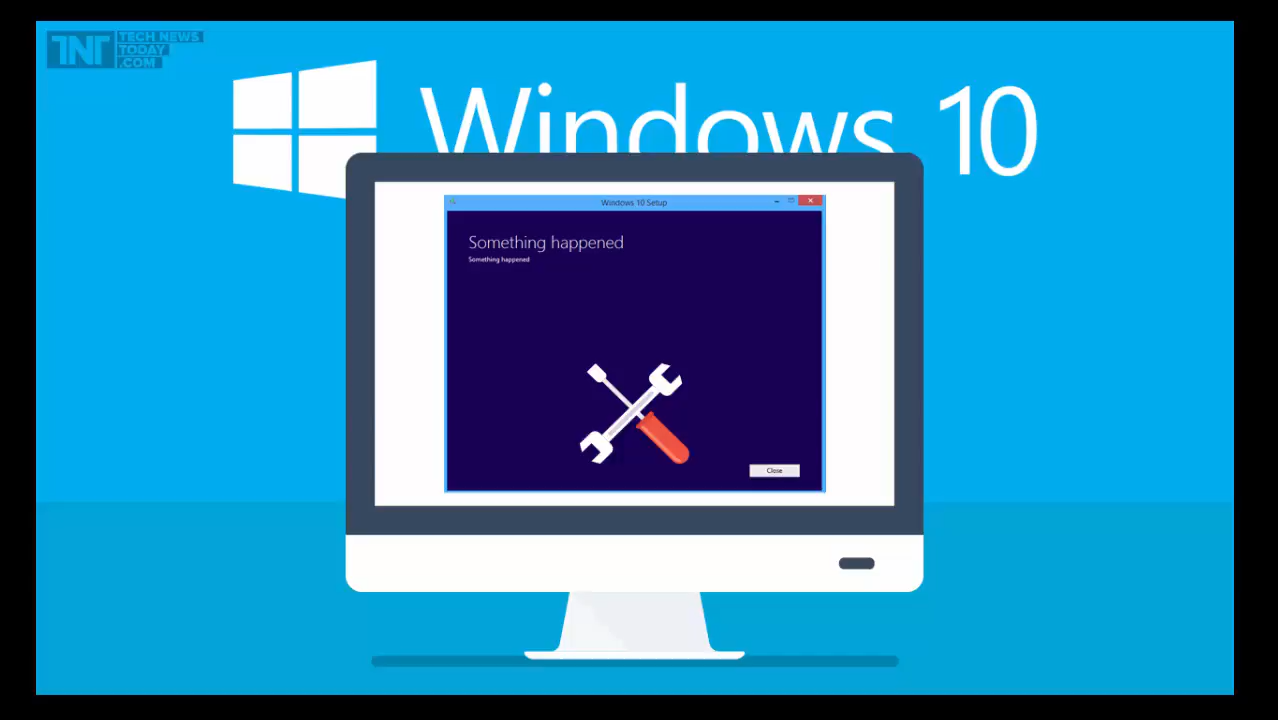 TNT
TECH NEWS
TODAY
.COM
Windows 10
Windows 10 Setup
Something happened
Something happened
Close